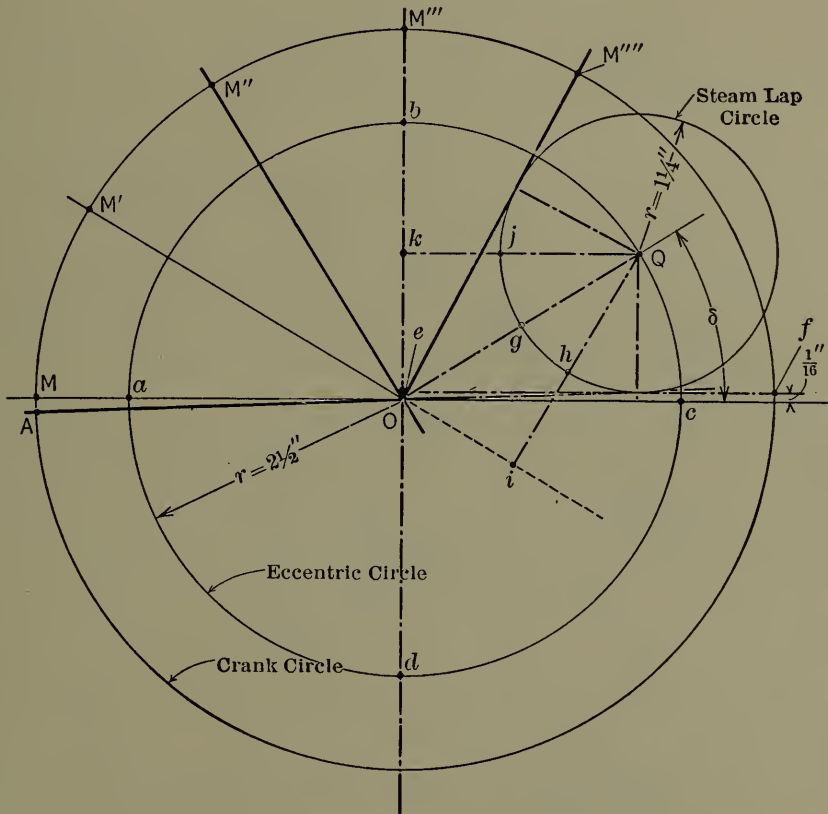 M'''
M''''
M''
Steam Lap
Circle
b
r=1¼"
M'
k
j
Q
δ
g
e
f
h
1/16"
M
a
A
O
c
i
r=2½"
Eccentric Circle
d
Crank Circle